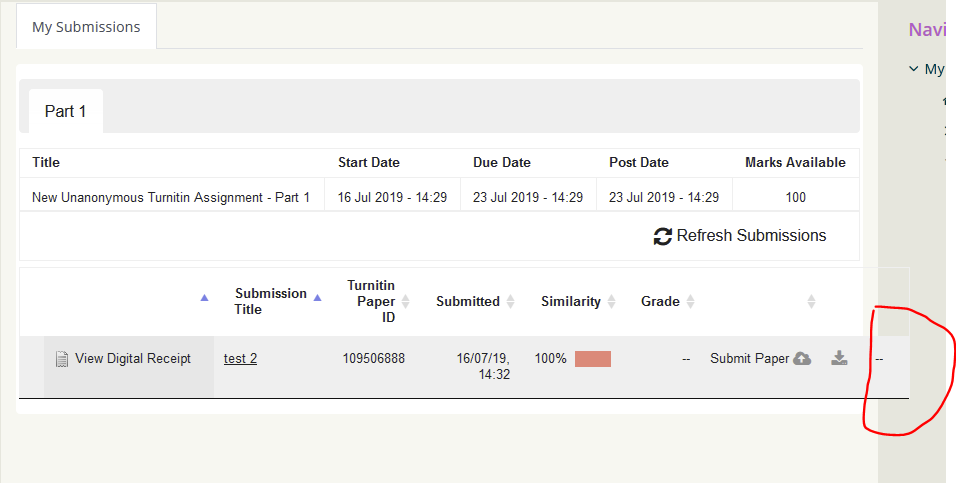 My Submissions
Navi
My
Part 1
Title Start Date Due Date Post Date Marks Available
New Unanonymous Turnitin Assignment - Part 1 16 Jul 2019 - 14:29 23 Jul 2019 - 14:29 23 Jul 2019 - 14:29 100
Refresh Submissions
Submission Title Turnitin Paper ID Submitted Similarity Grade
View Digital Receipt test 2 109506888 16/07/19, 14:32 100% -- Submit Paper --